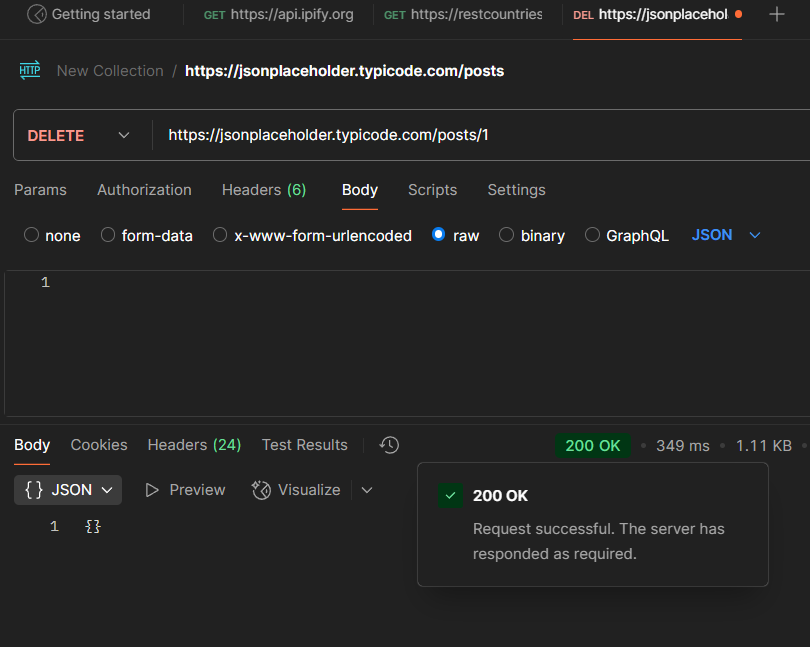 Getting started GET https://api.ipify.org GET https://restcountries DEL https://jsonplacehol
HTTP New Collection / https://jsonplaceholder.typicode.com/posts
DELETE https://jsonplaceholder.typicode.com/posts/1
Params Authorization Headers (6) Body Scripts Settings
none form-data x-www-form-urlencoded raw binary GraphQL JSON
1
Body Cookies Headers (24) Test Results 200 OK • 349 ms • 1.11 KB •
{} JSON Preview Visualize
1 {}
200 OK
Request successful. The server has
responded as required.